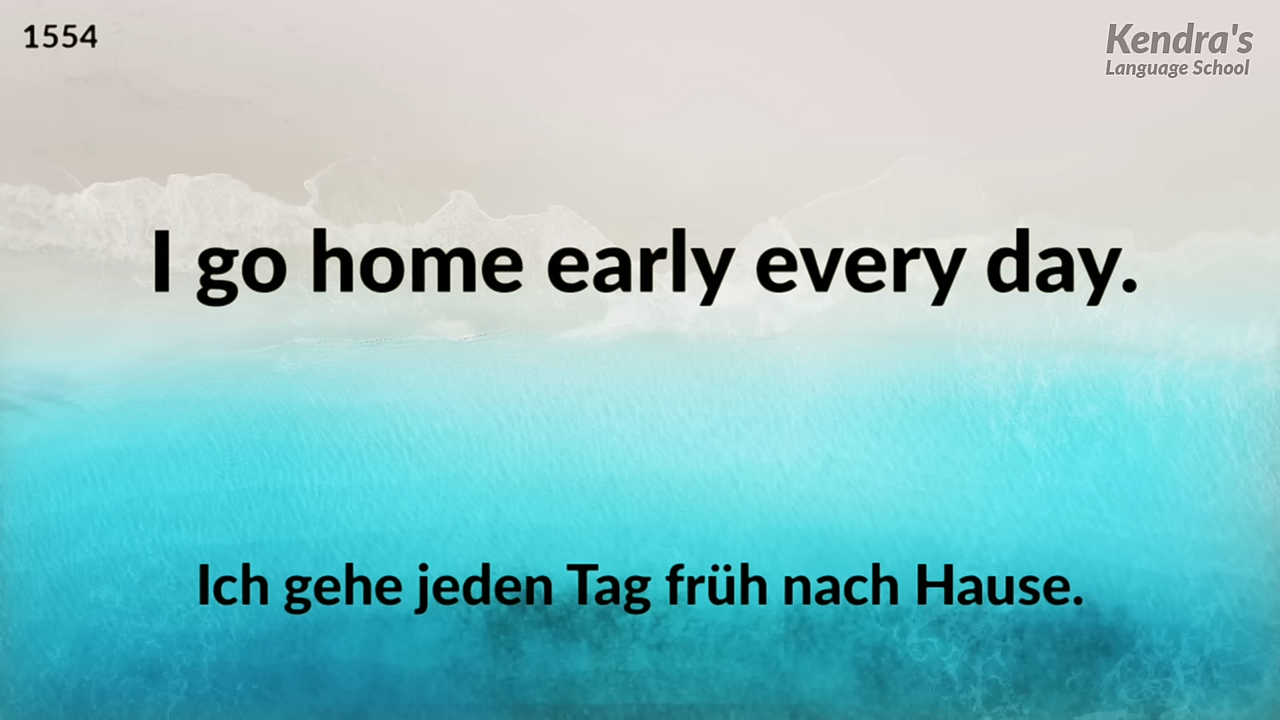 1554
Kendra's
Language School
I go home early every day.
Ich gehe jeden Tag früh nach Hause.